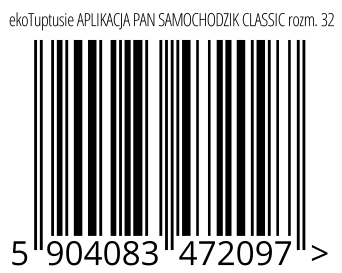 ekoTuptusie APLIKACJA PAN SAMOCHODZIK CLASSIC rozm. 32
5 904083 472097 >